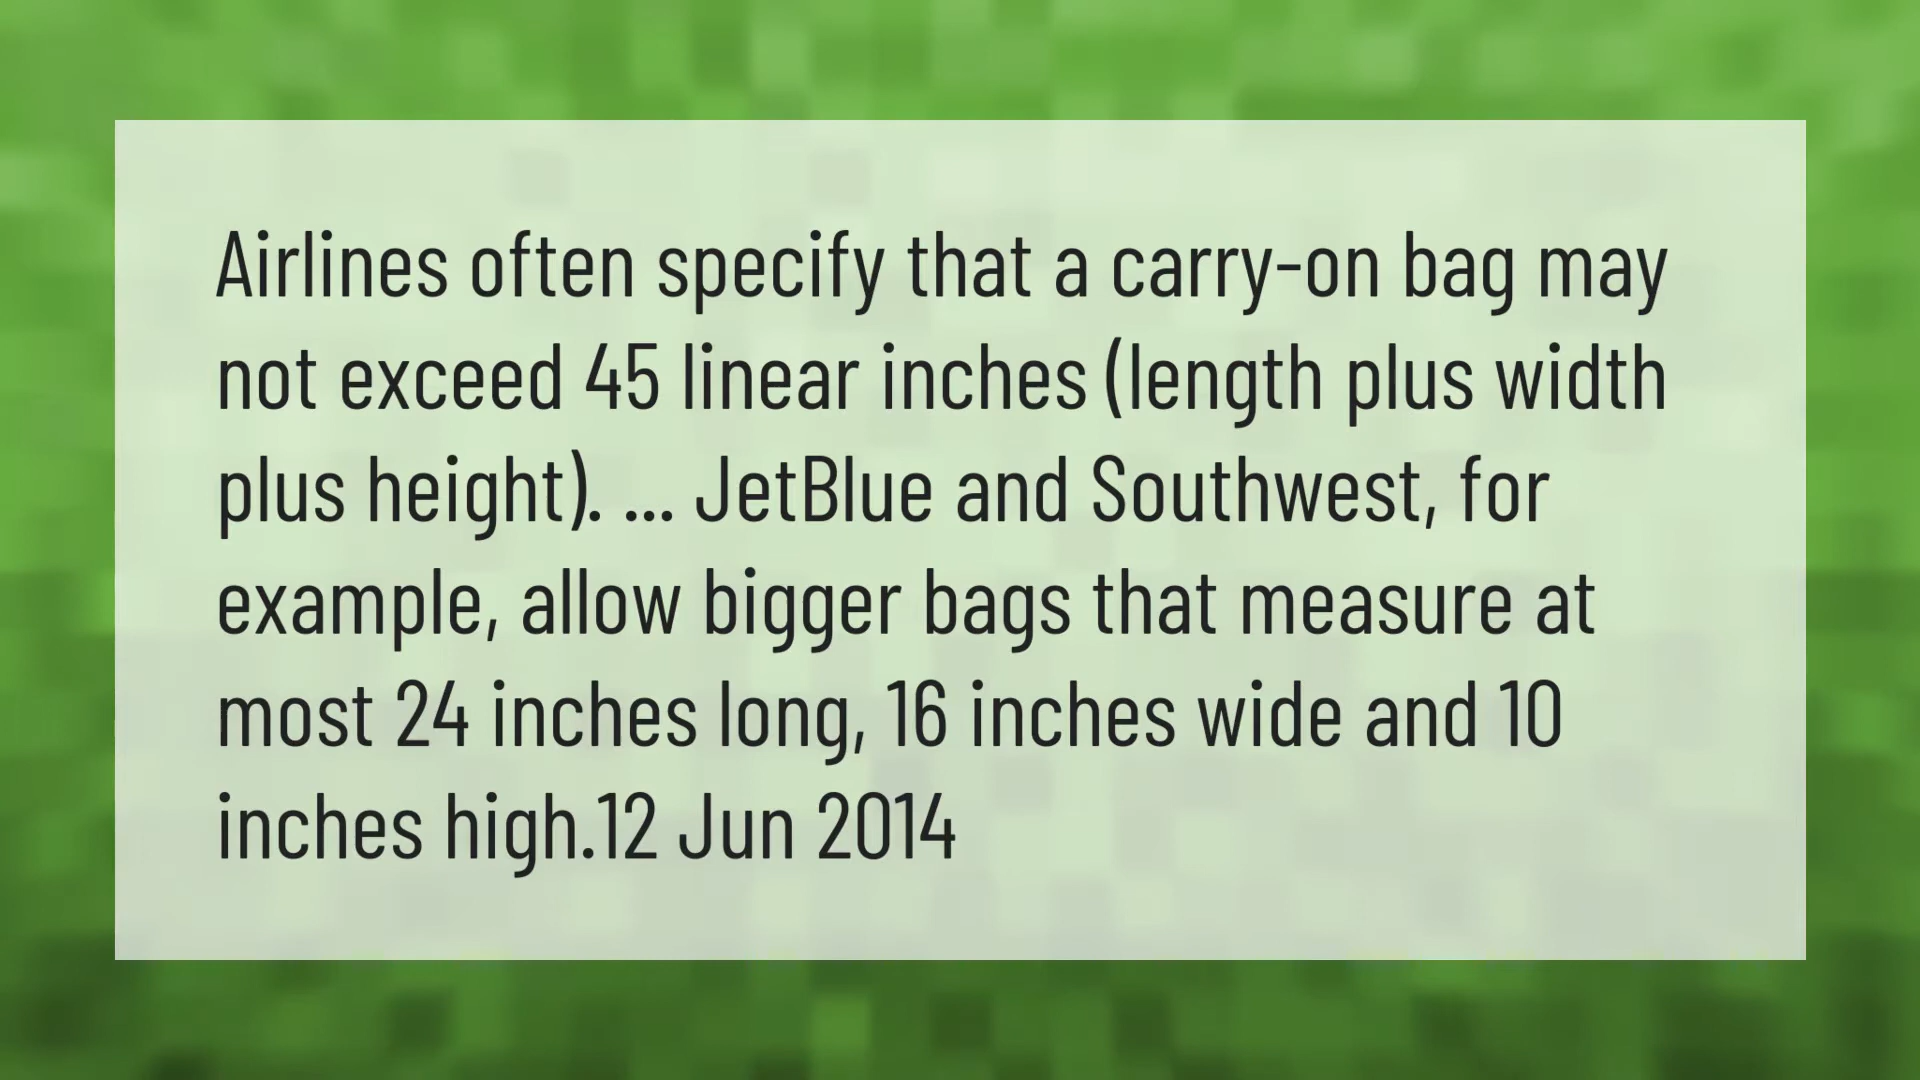 Airlines often specify that a carry-on bag may
not exceed 45 linear inches (length plus width
plus height). ... JetBlue and Southwest, for
example, allow bigger bags that measure at
most 24 inches long, 16 inches wide and 10
inches high.12 Jun 2014